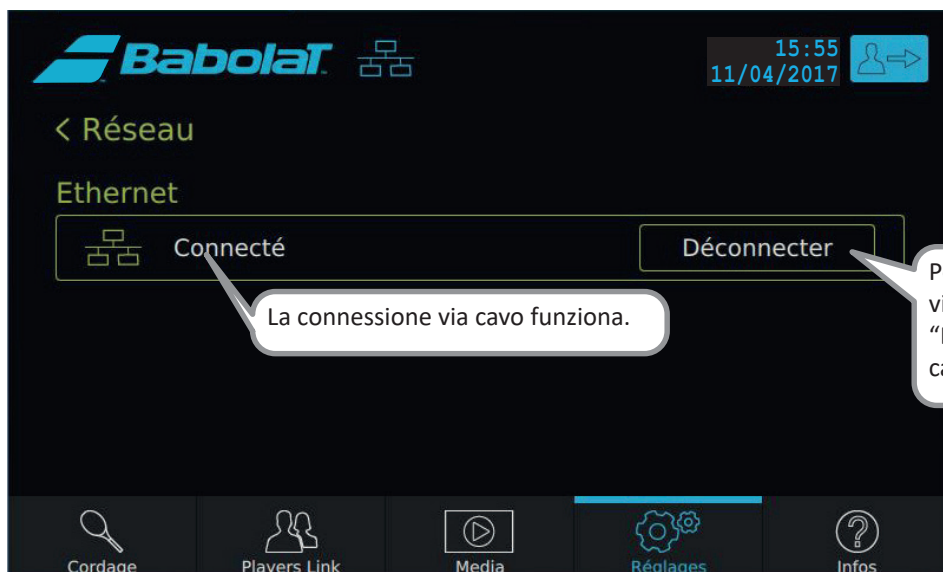 BabolaT
15:55
11/04/2017
< Réseau
Ethernet
Connecté
Déconnecter
La connessione via cavo funziona.
Cordage
Players Link
Media
Réglages
Infos